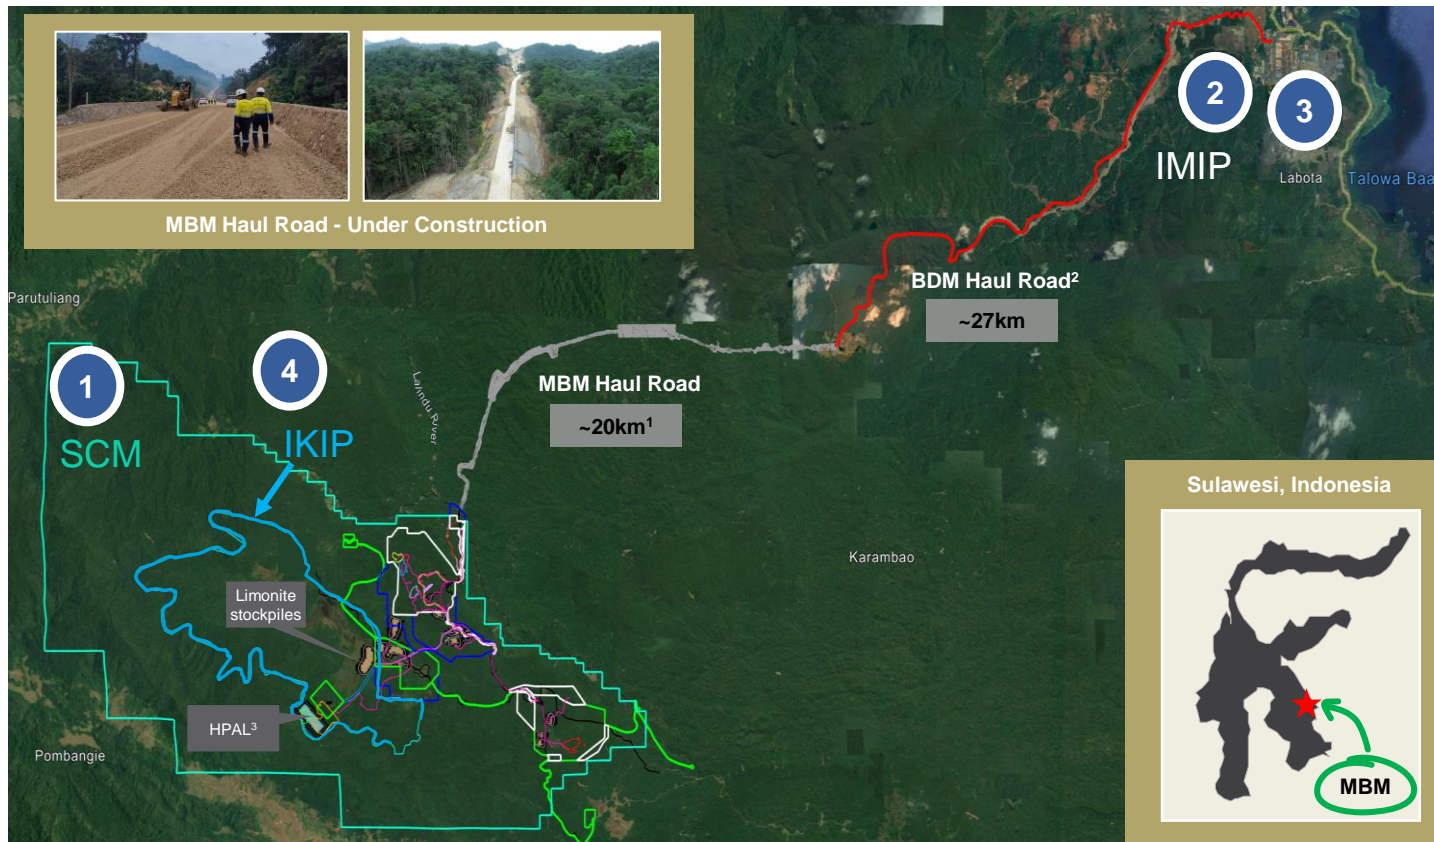 MBM Haul Road - Under Construction
2
3
IMIP
Labota
Talowa Baa
BDM Haul Road²
~27km
Parutuliang
1
SCM
4
IKIP
Lalindu River
MBM Haul Road
~20km¹
Limonite
stockpiles
HPAL³
Pombangie
Karambao
Sulawesi, Indonesia
MBM